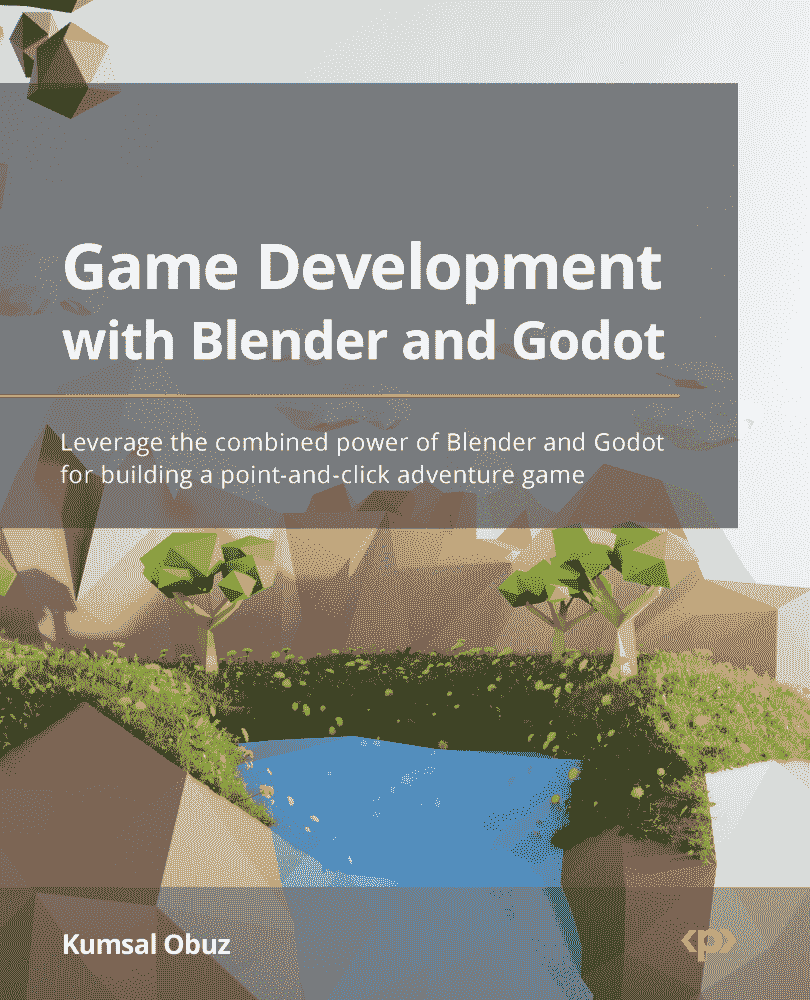 Game Development
with Blender and Godot
Leverage the combined power of Blender and Godot
for building a point-and-click adventure game
Kumsal Obuz
<p>